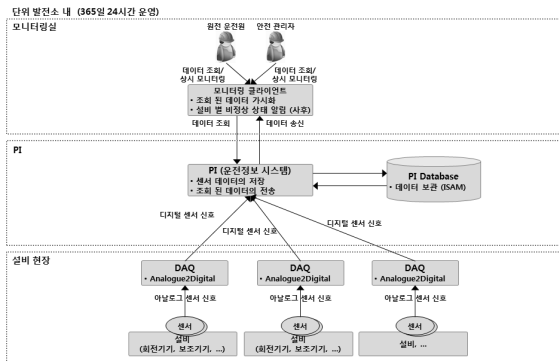 단위 발전소 내 (365일 24시간 운영)
모니터링실
원전 운전원
안전 관리자
데이터 조회/
상시 모니터링
데이터 조회/
상시 모니터링
모니터링 클라이언트
• 조회 된 데이터 가시화
• 설비 별 비정상 상태 알림 (사후)
데이터 조회
데이터 송신
PI
PI (운전정보 시스템)
• 센서 데이터의 저장
• 조회 된 데이터의 전송
PI Database
• 데이터 보관 (ISAM)
디지털 센서 신호
디지털 센서 신호
디지털 센서 신호
설비 현장
DAQ
• Analogue2Digital
DAQ
• Analogue2Digital
DAQ
• Analogue2Digital
아날로그 센서 신호
아날로그 센서 신호
아날로그 센서 신호
센서
센서
센서
설비
(회전기기, 보조기기, ...)
설비
(회전기기, 보조기기, ...)
설비, ...